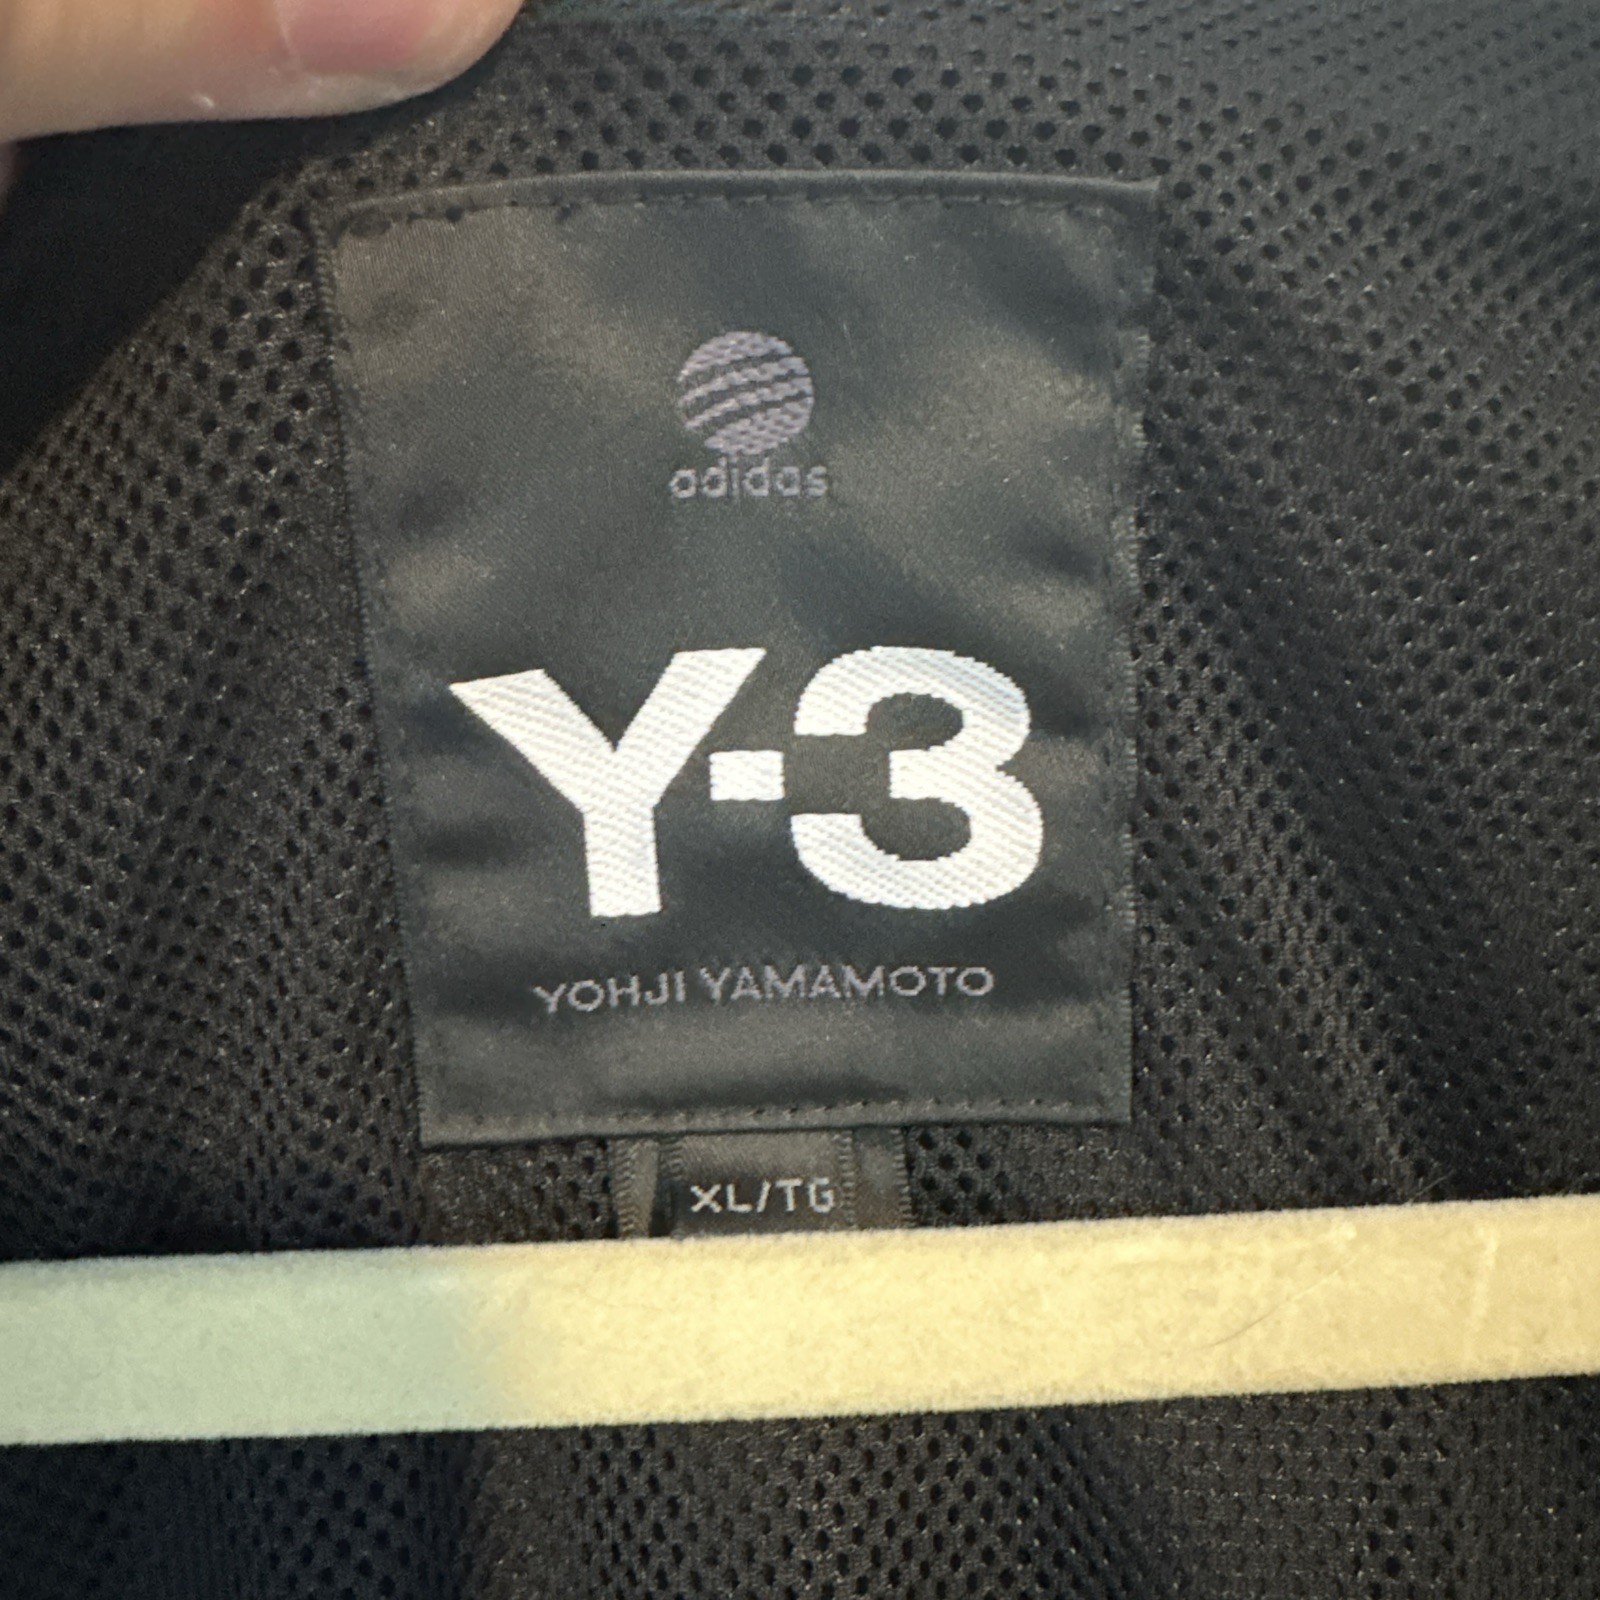 adidas
Y-3
YOHJI YAMAMOTO
XL/TG